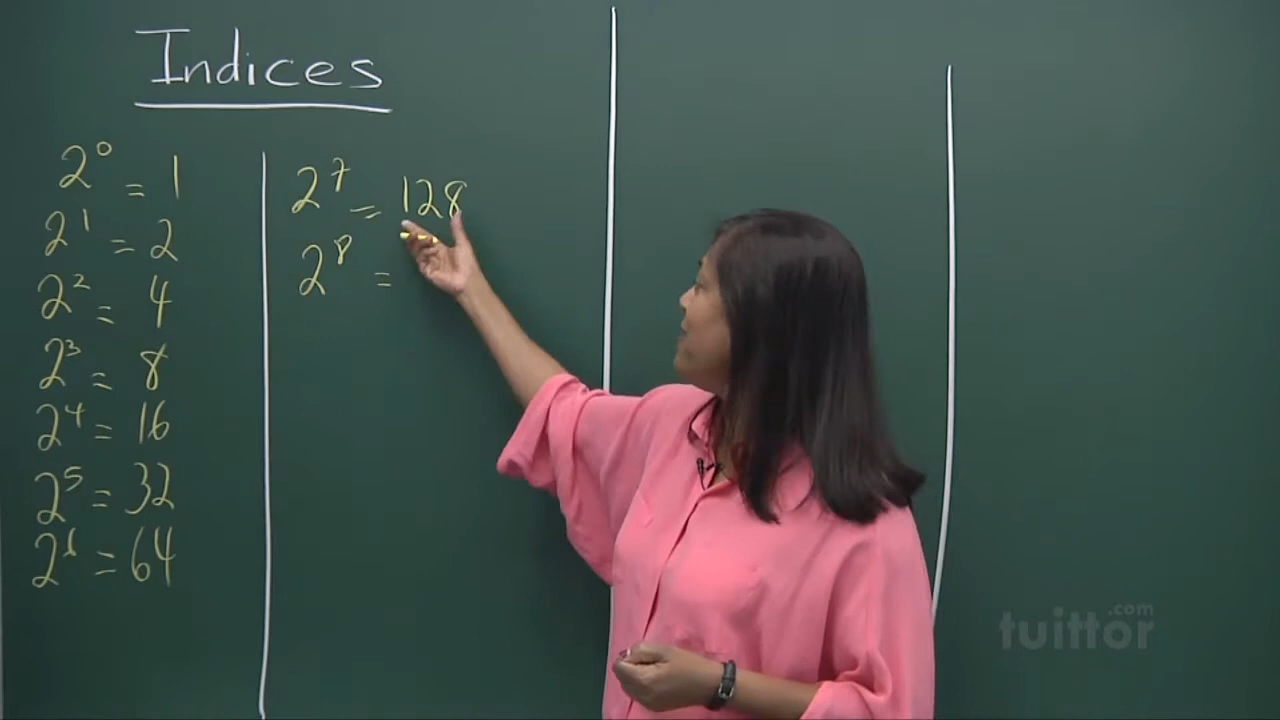 Indices
2⁰ = 1
2¹ = 2
2² = 4
2³ = 8
2⁴ = 16
2⁵ = 32
2⁶ = 64
2⁷ = 128
2⁸ =
tuittor.com